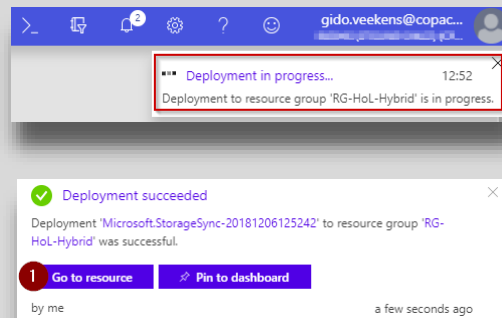 >_ 2 ? gido.veekens@copac...
Deployment in progress... 12:52
Deployment to resource group 'RG-HoL-Hybrid' is in progress.
Deployment succeeded
Deployment 'Microsoft.StorageSync-20181206125242' to resource group 'RG-
HoL-Hybrid' was successful.
1 Go to resource Pin to dashboard
by me a few seconds ago